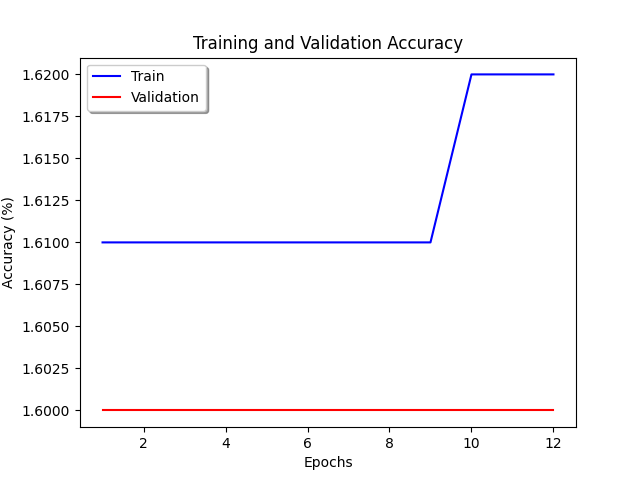 Training and Validation Accuracy
Train
Validation
1.6200
1.6175
1.6150
1.6125
1.6100
1.6075
1.6050
1.6025
1.6000
Accuracy (%)
2 4 6 8 10 12
Epochs